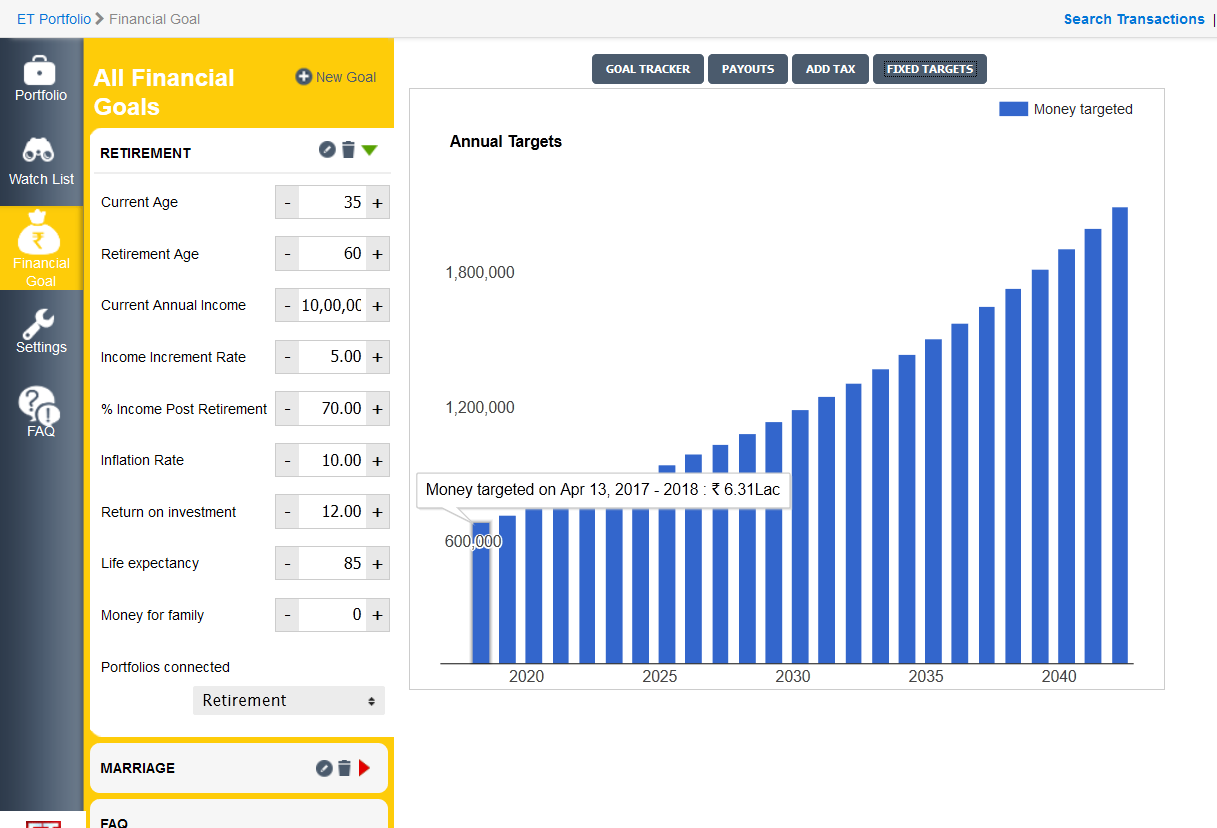 ET Portfolio Financial Goal
Search Transactions |
Portfolio
Watch List
₹
Financial
Goal
Settings
FAQ
All Financial
Goals
New Goal
RETIREMENT
Current Age - 35 +
Retirement Age - 60 +
Current Annual Income - 10,00,00 +
Income Increment Rate - 5.00 +
% Income Post Retirement - 70.00 +
Inflation Rate - 10.00 +
Return on investment - 12.00 +
Life expectancy - 85 +
Money for family - 0 +
Portfolios connected
Retirement
MARRIAGE
FAQ
GOAL TRACKER PAYOUTS ADD TAX FIXED TARGETS
Money targeted
Annual Targets
1,800,000
1,200,000
Money targeted on Apr 13, 2017 - 2018 : ₹ 6.31Lac
600,000
2020 2025 2030 2035 2040